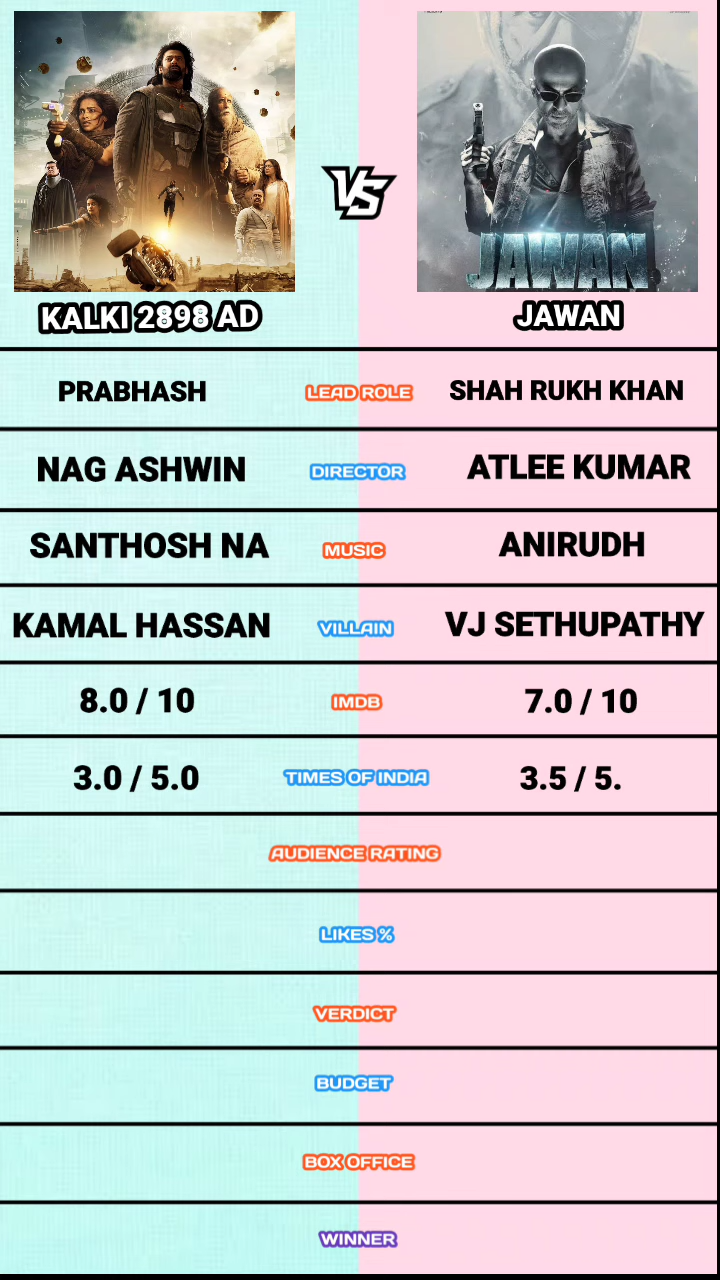 VS
JAWAN
KALKI 2898 AD
JAWAN
PRABHASH LEAD ROLE SHAH RUKH KHAN
NAG ASHWIN DIRECTOR ATLEE KUMAR
SANTHOSH NA MUSIC ANIRUDH
KAMAL HASSAN VILLAIN VJ SETHUPATHY
8.0 / 10 IMDB 7.0 / 10
3.0 / 5.0 TIMES OF INDIA 3.5 / 5.
AUDIENCE RATING
LIKES %
VERDICT
BUDGET
BOX OFFICE
WINNER